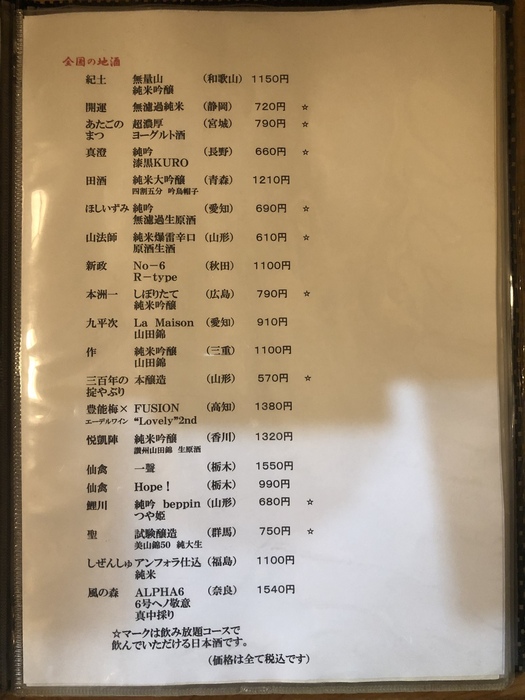 全国の地酒
紀土 無量山 (和歌山) 1150円
純米吟醸
開運 無濾過純米 (静岡) 720円 ☆
あたごの 超濃厚 (宮城) 790円 ☆
まつ ヨーグルト酒
真澄 純吟 (長野) 660円 ☆
漆黒KURO
田酒 純米大吟醸 (青森) 1210円
四割五分 吟烏帽子
ほしいずみ 純吟 (愛知) 690円 ☆
無濾過生原酒
山法師 純米爆雷辛口 (山形) 610円 ☆
原酒生酒
新政 No-6 (秋田) 1100円
R-type
本洲一 しぼりたて (広島) 790円 ☆
純米吟醸
九平次 La Maison (愛知) 910円
山田錦
作 純米吟醸 (三重) 1100円
山田錦
三百年の 本醸造 (山形) 570円 ☆
掟やぶり
豊能梅× FUSION (高知) 1380円
エーデルワイン “Lovely”2nd
悦凱陣 純米吟醸 (香川) 1320円
讃州山田錦 生原酒
仙禽 一聲 (栃木) 1550円
仙禽 Hope! (栃木) 990円
鯉川 純吟 beppin (山形) 680円 ☆
つや姫
聖 試験醸造 (群馬) 750円 ☆
美山錦50 純大生
しぜんしゅ アンフォラ仕込 (福島) 1100円
純米
風の森 ALPHA6 (奈良) 1540円
6号ヘノ敬意
真中採り
☆マークは飲み放題コースで
飲んでいただける日本酒です。
(価格は全て税込です)